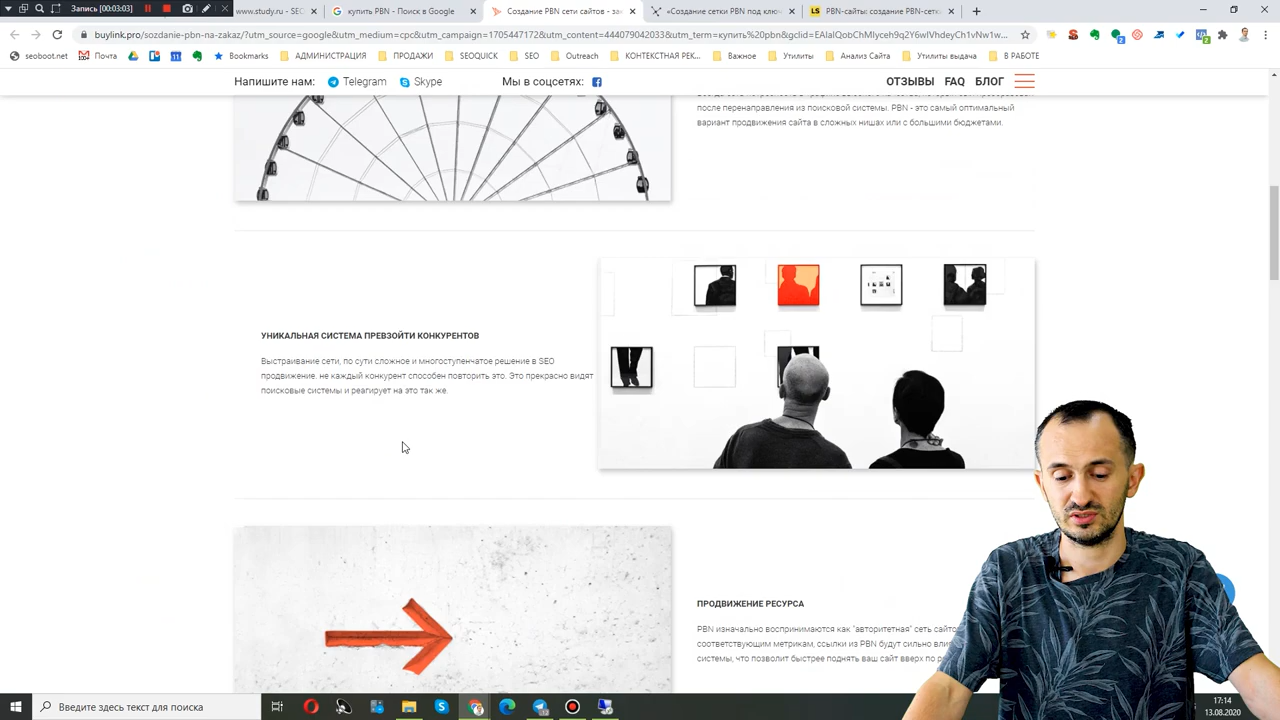 Запись [00:03:03]
www.study.ru - SEO
купить PBN - Поиск в Google
Создание PBN сети сайтов - за
«Создание сетки PBN под ключ
PBN-сайты: создание PBN-сетк
buylink.pro/sozdanie-pbn-na-zakaz/?utm_source=google&utm_medium=cpc&utm_campaign=1705447172&utm_content=444079042033&utm_term=купить%20pbn&gclid=EAIaIQobChMIyceh9q2Y6wIVhdeyCh1vNw1w...
seoboot.net
Почта
АДМИНИСТРАЦИЯ
ПРОДАЖИ
SEOQUICK
SEO
Outreach
КОНТЕКСТНАЯ РЕК...
Важное
Утилиты
Анализ Сайта
Утилиты выдача
В РАБОТЕ
Напишите нам: Telegram Skype
Мы в соцсетях:
ОТЗЫВЫ FAQ БЛОГ
после перенаправления из поисковой системы. PBN - это самый оптимальный
вариант продвижения сайта в сложных нишах или с большими бюджетами.
УНИКАЛЬНАЯ СИСТЕМА ПРЕВЗОЙТИ КОНКУРЕНТОВ
Выстраивание сети, по сути сложное и многоступенчатое решение в SEO
продвижение, не каждый конкурент способен повторить это. Это прекрасно видят
поисковые системы и реагирует на это так же.
ПРОДВИЖЕНИЕ РЕСУРСА
PBN изначально воспринимаются как "авторитетная" сеть сайто
соответствующим метрикам, ссылки из PBN будут сильно вли
системы, что позволит быстрее поднять ваш сайт вверх по
Введите здесь текст для поиска
17:14
13.08.2020